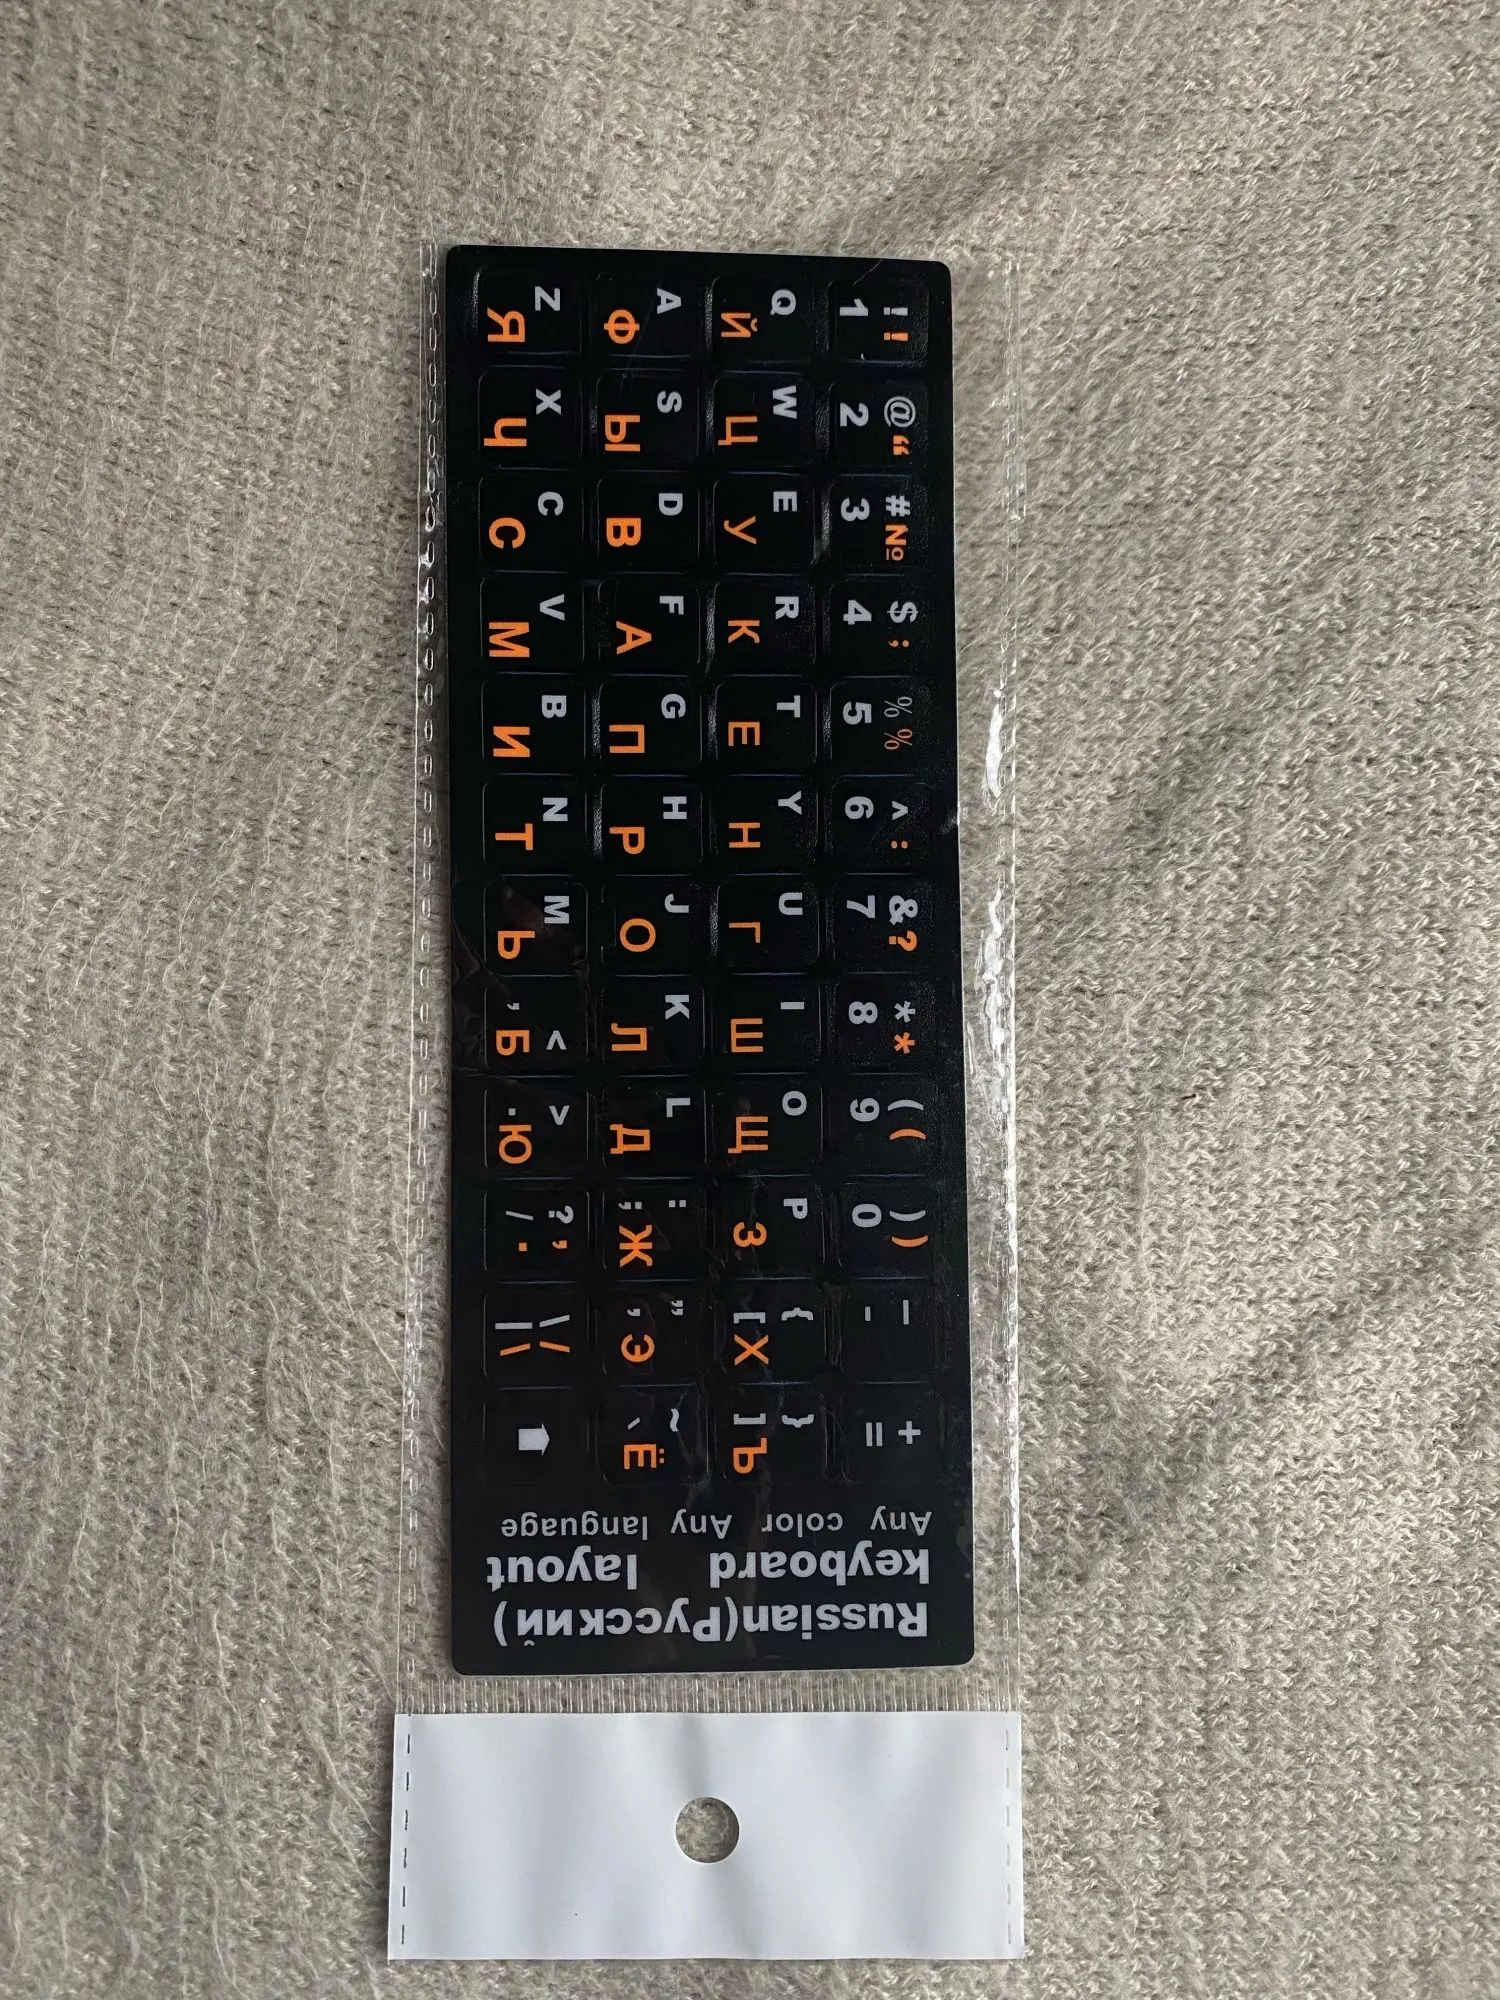 ! !
1
@ “
2
# №
3
$ ;
4
% %
5
^ :
6
& ?
7
* *
8
( (
9
) )
0
_
-
+
=
Q
Й
W
Ц
E
У
R
К
T
Е
Y
Н
U
Г
I
Ш
O
Щ
P
З
{
[ Х
}
] Ъ
A
Ф
S
Ы
D
В
F
А
G
П
H
Р
J
О
K
Л
L
Д
:
; Ж
”
’ Э
~
` Ё
Z
Я
X
Ч
C
С
V
М
B
И
N
Т
M
Ь
<
, Б
>
. Ю
? ,
/ .
\ /
| \
Russian(Русский)
keyboard layout
Any color Any language